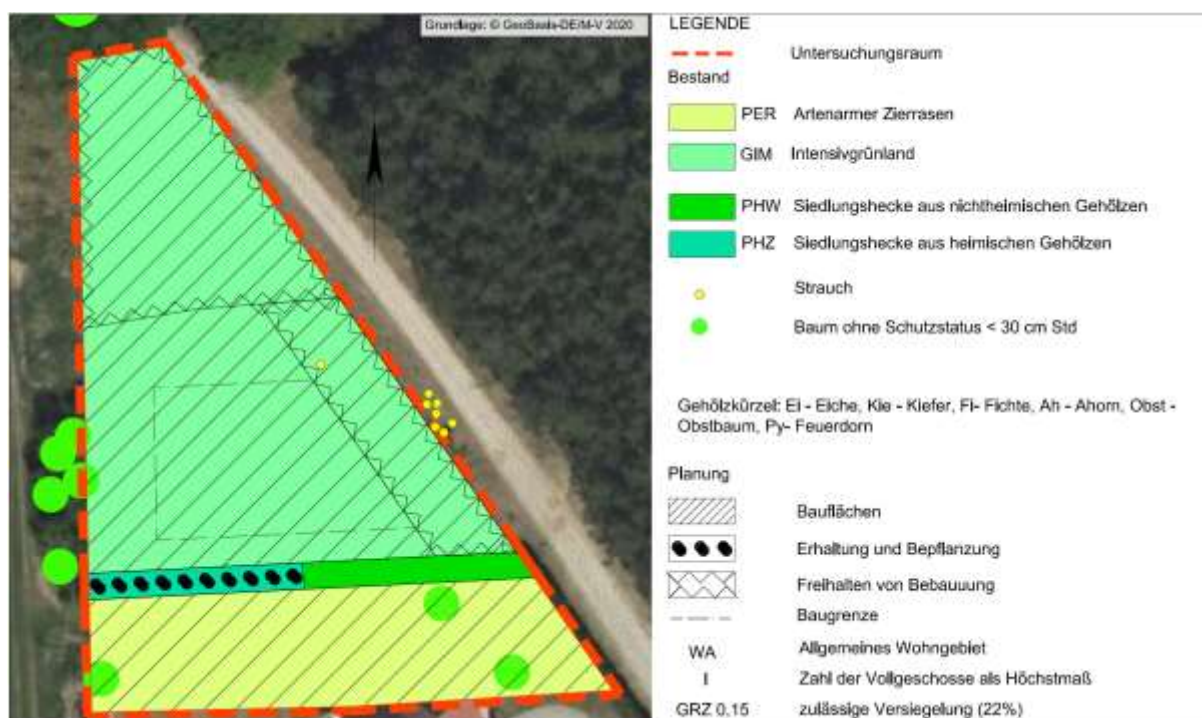 Grundlage: © GeoBasis-DE/M-V 2020
LEGENDE
Untersuchungsraum
Bestand
PER Artenarmer Zierrasen
GIM Intensivgrünland
PHW Siedlungshecke aus nichtheimischen Gehölzen
PHZ Siedlungshecke aus heimischen Gehölzen
Strauch
Baum ohne Schutzstatus < 30 cm Std
Gehölzkürzel: Ei - Eiche, Kie - Kiefer, Fi- Fichte, Ah - Ahorn, Obst -
Obstbaum, Py- Feuerdorn
Planung
Bauflächen
Erhaltung und Bepflanzung
Freihalten von Bebauuung
Baugrenze
WA Allgemeines Wohngebiet
I Zahl der Vollgeschosse als Höchstmaß
GRZ 0,15 zulässige Versiegelung (22%)